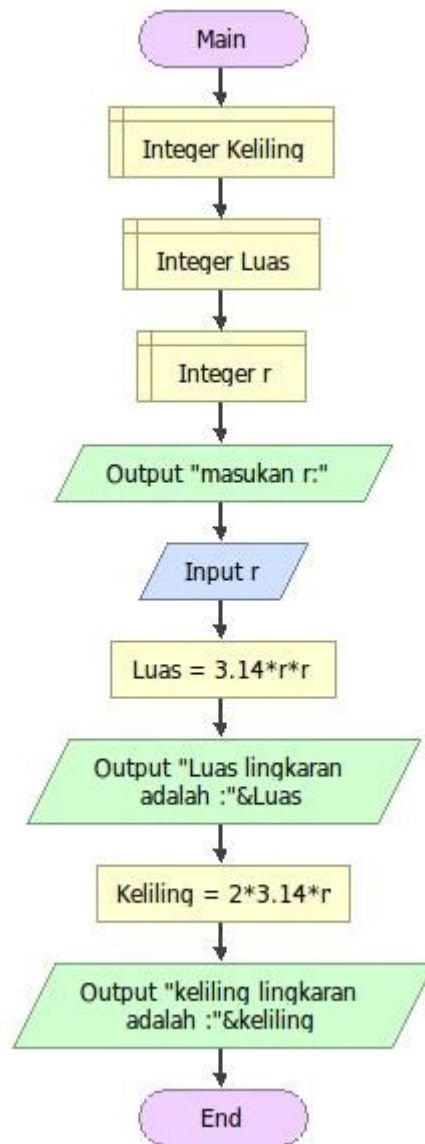 Main
Integer Keliling
Integer Luas
Integer r
Output "masukan r:"
Input r
Luas = 3.14*r*r
Output "Luas lingkaran
adalah :"&Luas
Keliling = 2*3.14*r
Output "keliling lingkaran
adalah :"&keliling
End